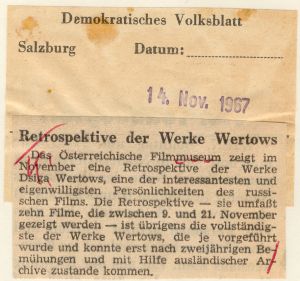 Demokratisches Volksblatt
Salzburg Datum:
14. Nov. 1967
Retrospektive der Werke Wertows
Das Österreichische Filmmuseum zeigt im
November eine Retrospektive der Werke
Dsiga Wertows, eine der interessantesten und
eigenwilligsten Persönlichkeiten des russi-
schen Films. Die Retrospektive — sie umfaßt
zehn Filme, die zwischen 9. und 21. November
gezeigt werden — ist übrigens die vollständig-
ste der Werke Wertows, die je vorgeführt
wurde und konnte erst nach zweijährigen Be-
mühungen und mit Hilfe ausländischer Ar-
chive zustande kommen.